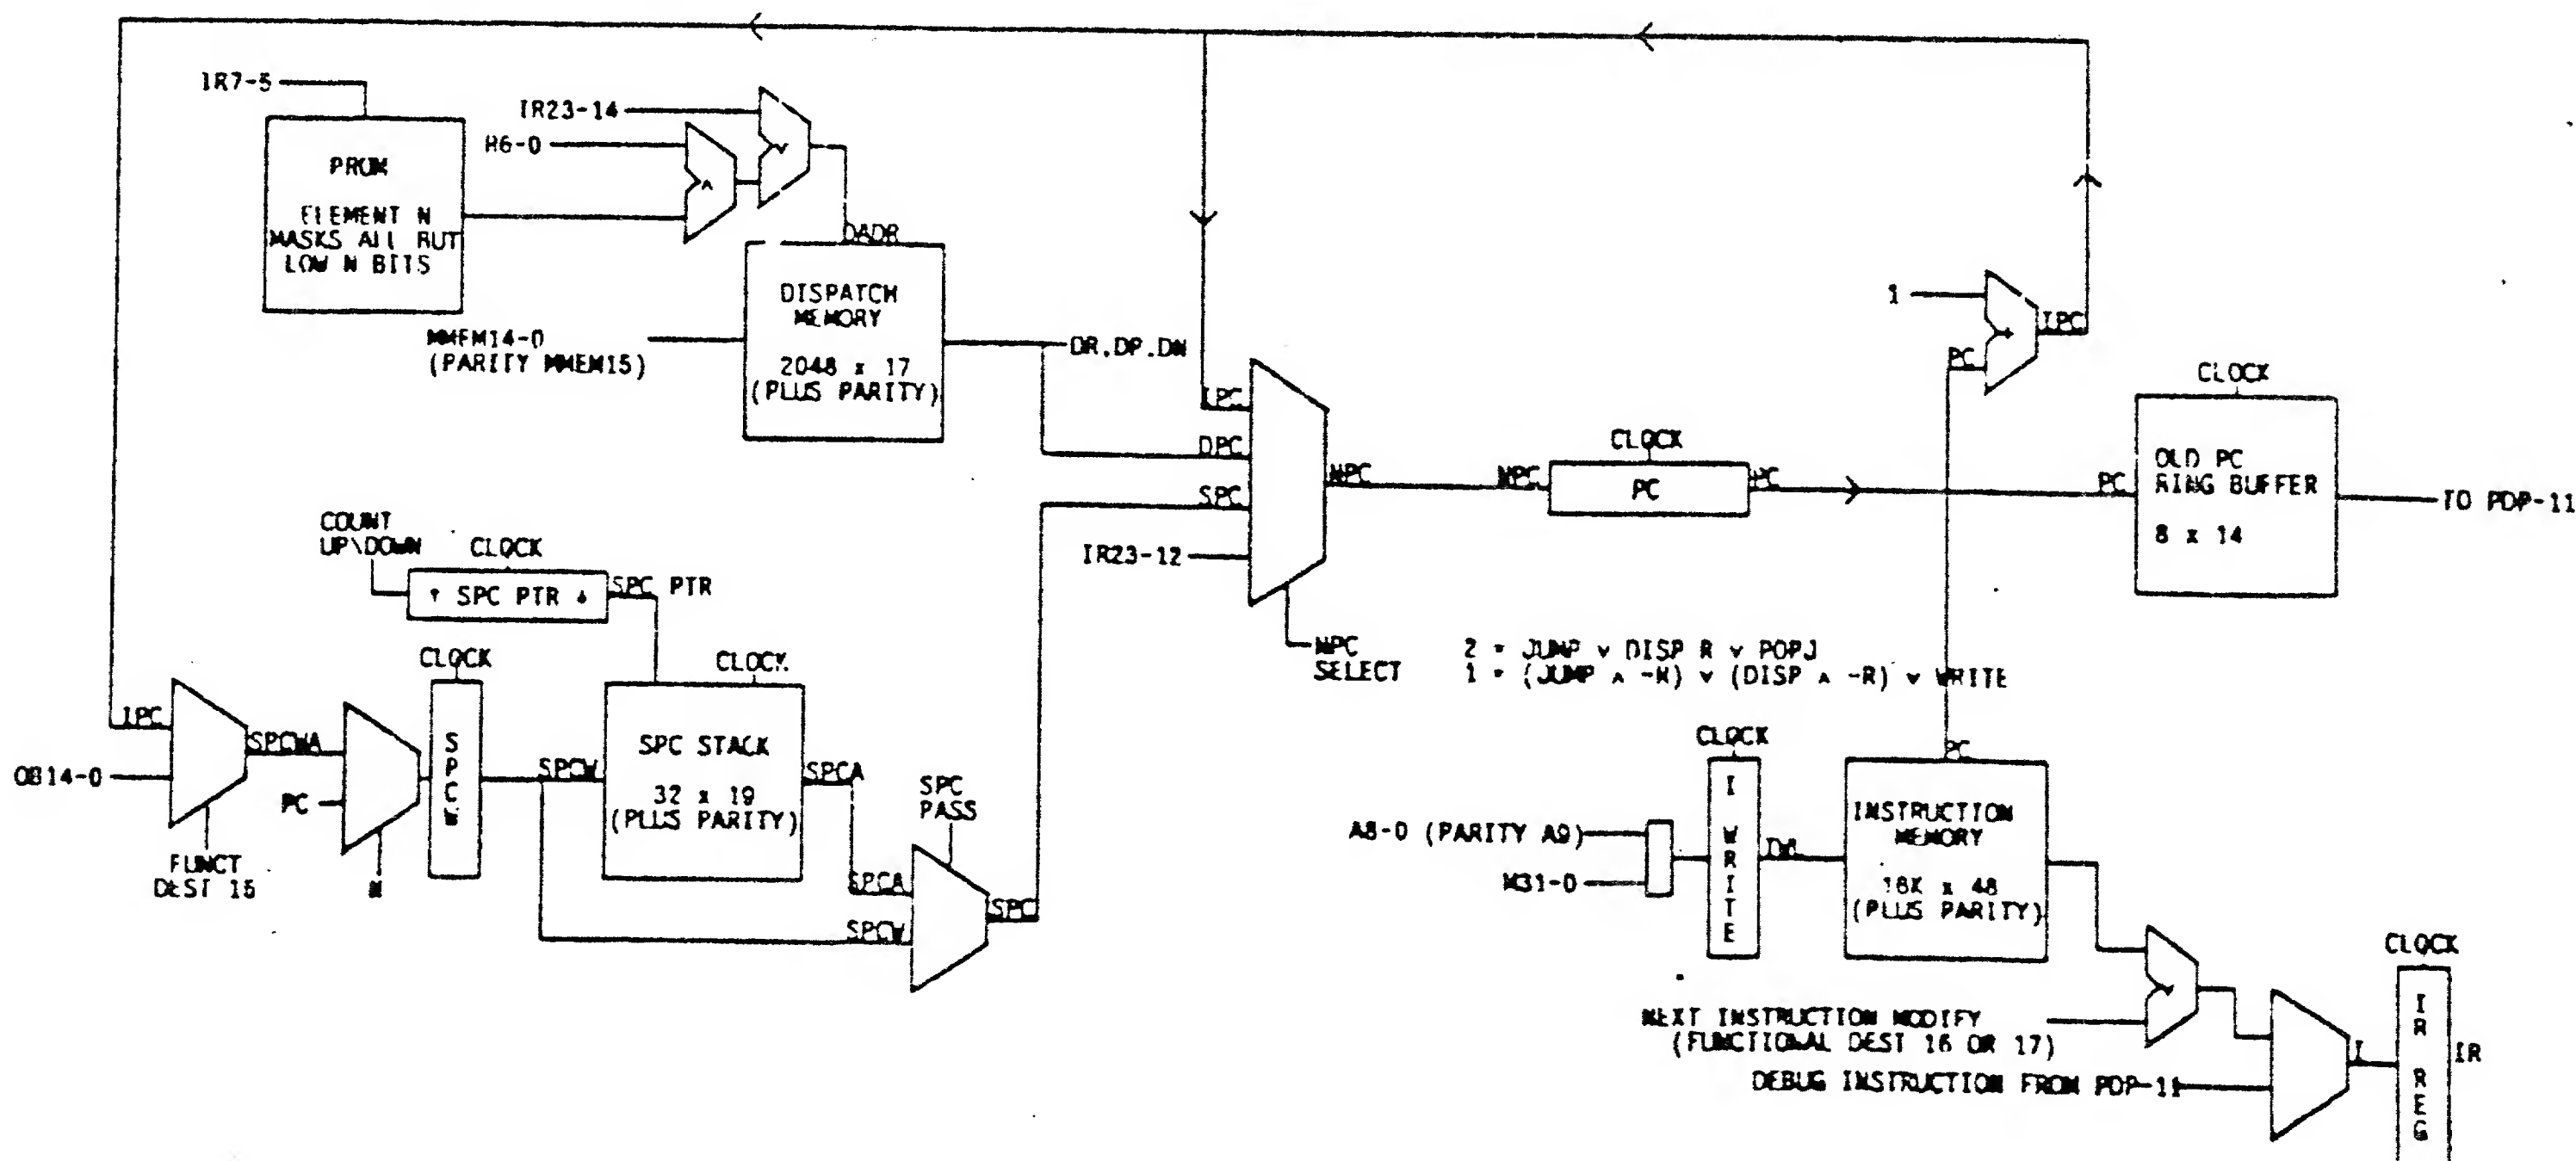 IR7-5
PROM
ELEMENT N
MASKS ALL BUT
LOW N BITS
IR23-14
R6-0
v
^
DADR
DISPATCH
MEMORY
2048 x 17
(PLUS PARITY)
MMEM14-0
(PARITY MMEM15)
DR.DP.DN
IPC
DPC
SPC
IR23-12
NPC
NPC
SELECT
2 = JUMP v DISP R v POPJ
1 = (JUMP ^ -R) v (DISP ^ -R) v WRITE
NPC
CLOCK
PC
PC
1
PC
+
IPC
PC
CLOCK
OLD PC
RING BUFFER
8 x 14
TO PDP-11
COUNT
UP\DOWN
CLOCK
↑ SPC PTR ↓
SPC PTR
IPC
OB14-0
FUNCT
DEST 15
SPCWA
PC
N
CLOCK
SPCW
SPCW
CLOCK
SPC STACK
32 x 19
(PLUS PARITY)
SPCA
SPC
PASS
SPCA
SPCW
SPC
A8-0 (PARITY A9)
M31-0
CLOCK
I WRITE
IWR
PC
INSTRUCTION
MEMORY
16K x 48
(PLUS PARITY)
NEXT INSTRUCTION MODIFY
(FUNCTIONAL DEST 16 OR 17)
v
DEBUG INSTRUCTION FROM PDP-11
I
CLOCK
IR REG
IR